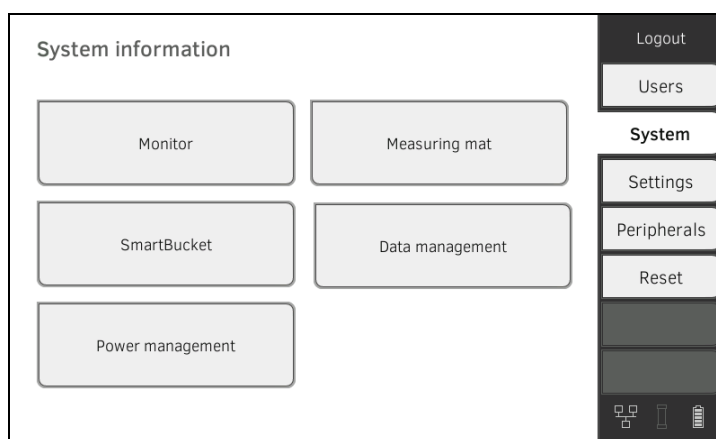 System information
Monitor
Measuring mat
SmartBucket
Data management
Power management
Logout
Users
System
Settings
Peripherals
Reset